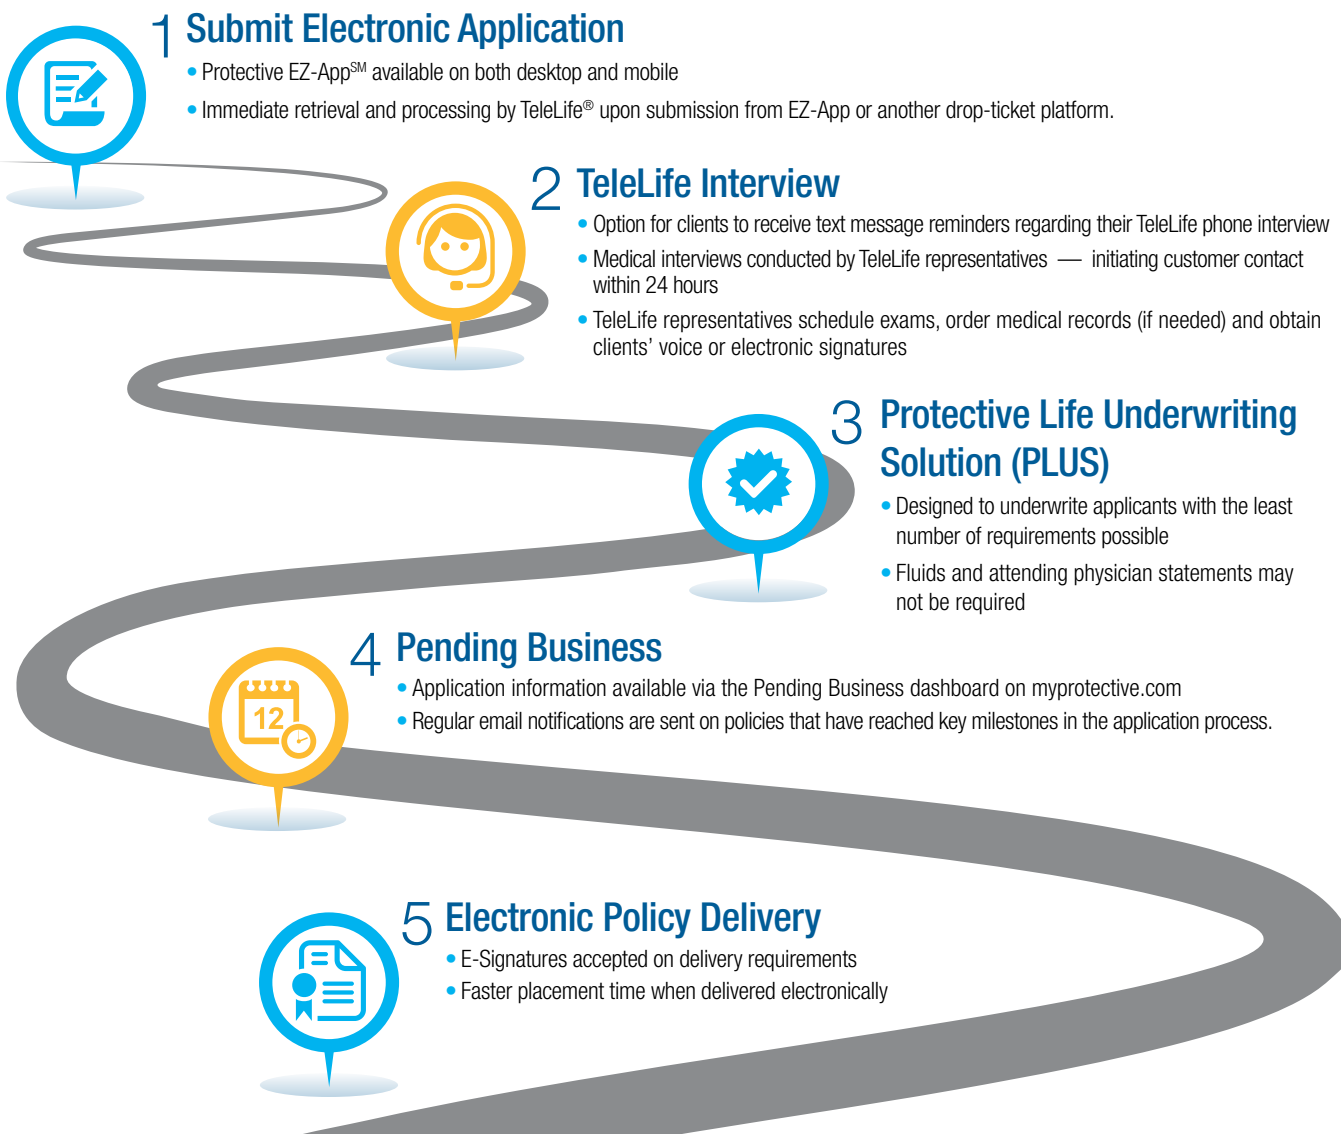 1 Submit Electronic Application
• Protective EZ-App℠ available on both desktop and mobile
• Immediate retrieval and processing by TeleLife® upon submission from EZ-App or another drop-ticket platform.
2 TeleLife Interview
• Option for clients to receive text message reminders regarding their TeleLife phone interview
• Medical interviews conducted by TeleLife representatives — initiating customer contact
within 24 hours
• TeleLife representatives schedule exams, order medical records (if needed) and obtain
clients’ voice or electronic signatures
3 Protective Life Underwriting
Solution (PLUS)
• Designed to underwrite applicants with the least
number of requirements possible
• Fluids and attending physician statements may
not be required
4 Pending Business
• Application information available via the Pending Business dashboard on myprotective.com
• Regular email notifications are sent on policies that have reached key milestones in the application process.
12
5 Electronic Policy Delivery
• E-Signatures accepted on delivery requirements
• Faster placement time when delivered electronically